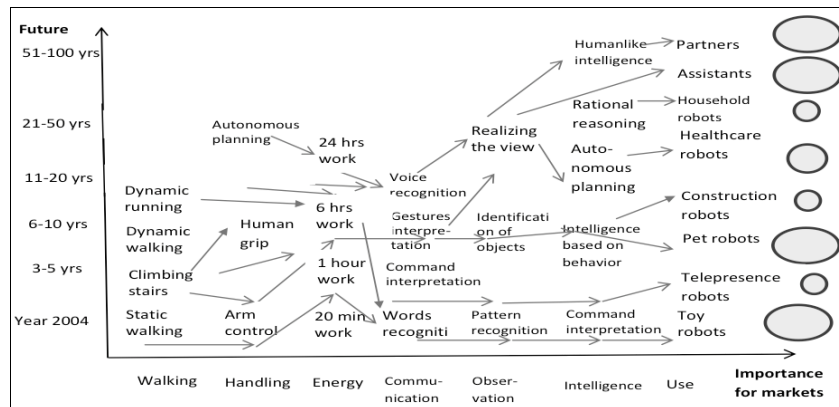 Future
51-100 yrs
21-50 yrs
11-20 yrs
6-10 yrs
3-5 yrs
Year 2004
Dynamic
running
Dynamic
walking
Climbing
stairs
Static
walking
Autonomous
planning
Human
grip
Arm
control
24 hrs
work
6 hrs
work
1 hour
work
20 min
work
Voice
recognition
Gestures
interpre-
tation
Command
interpretation
Words
recogniti
Realizing
the view
Identificati
on of
objects
Pattern
recognition
Humanlike
intelligence
Rational
reasoning
Auto-
nomous
planning
Intelligence
based on
behavior
Command
interpretation
Partners
Assistants
Household
robots
Healthcare
robots
Construction
robots
Pet robots
Telepresence
robots
Toy
robots
Walking
Handling
Energy
Commu-
nication
Obser-
vation
Intelligence
Use
Importance
for markets